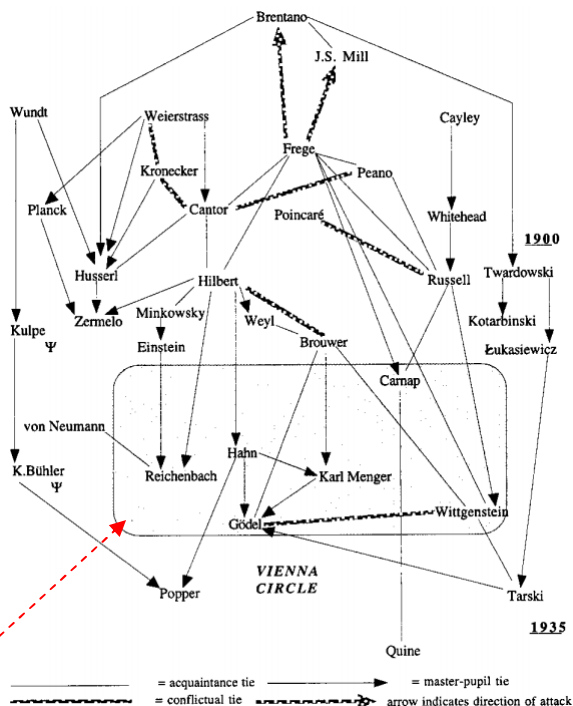 Brentano
J.S. Mill
Wundt
Weierstrass
Cayley
Frege
Kronecker
Peano
Planck
Cantor
Poincaré
Whitehead
1900
Husserl
Hilbert
Russell
Twardowski
Minkowsky
Weyl
Kotarbinski
Zermelo
Kulpe
Ψ
Einstein
Brouwer
Łukasiewicz
Carnap
von Neumann
Hahn
K.Bühler
Ψ
Reichenbach
Karl Menger
Gödel
Wittgenstein
VIENNA
CIRCLE
Popper
Tarski
1935
Quine
= acquaintance tie
= master-pupil tie
= conflictual tie
arrow indicates direction of attack